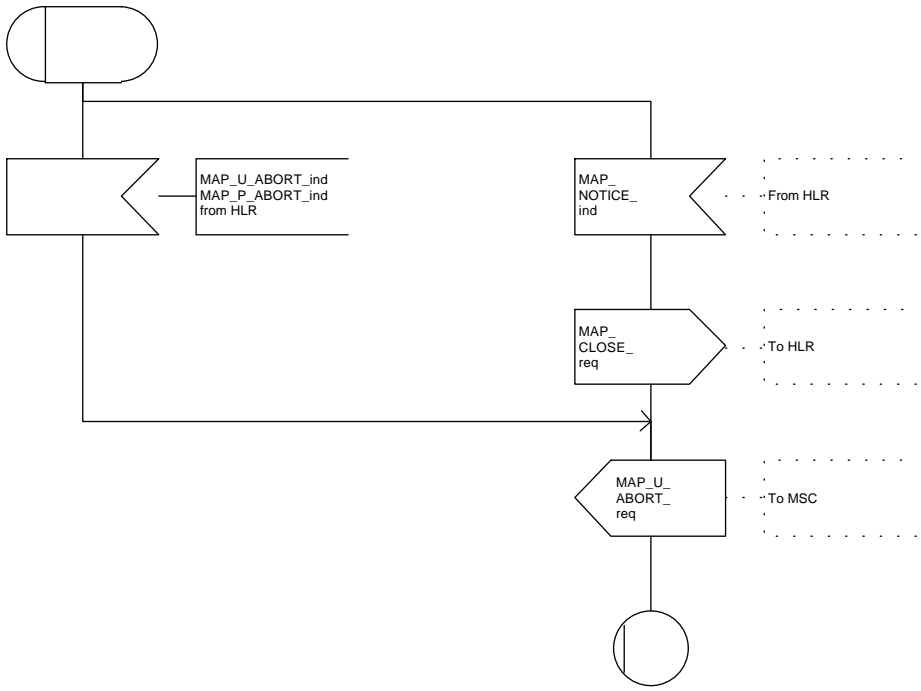 MAP_U_ABORT_ind
MAP_P_ABORT_ind
from HLR
MAP_
NOTICE_
ind
From HLR
MAP_
CLOSE_
req
To HLR
MAP_U_
ABORT_
req
To MSC